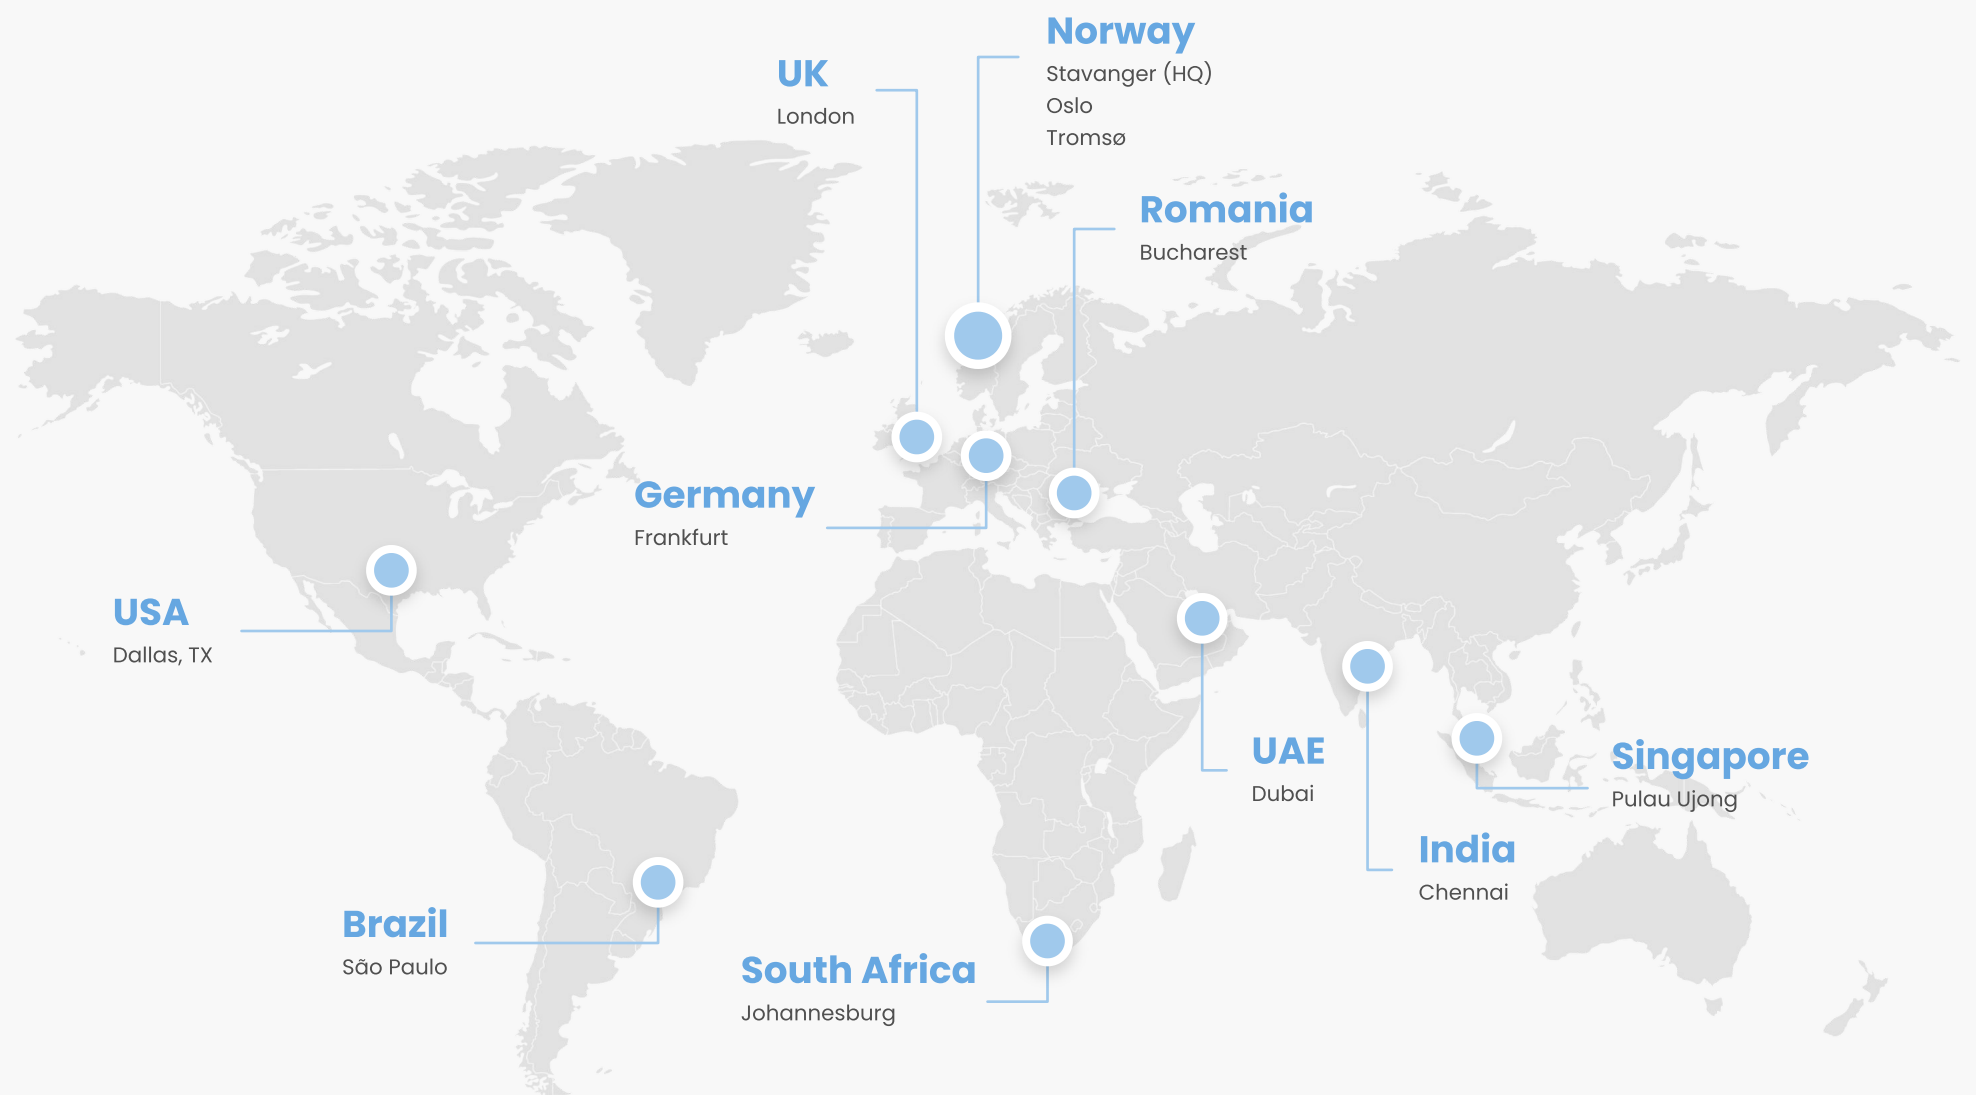 Norway
Stavanger (HQ)
Oslo
Tromsø
UK
London
Romania
Bucharest
Germany
Frankfurt
USA
Dallas, TX
UAE
Dubai
Singapore
Pulau Ujong
India
Chennai
Brazil
São Paulo
South Africa
Johannesburg